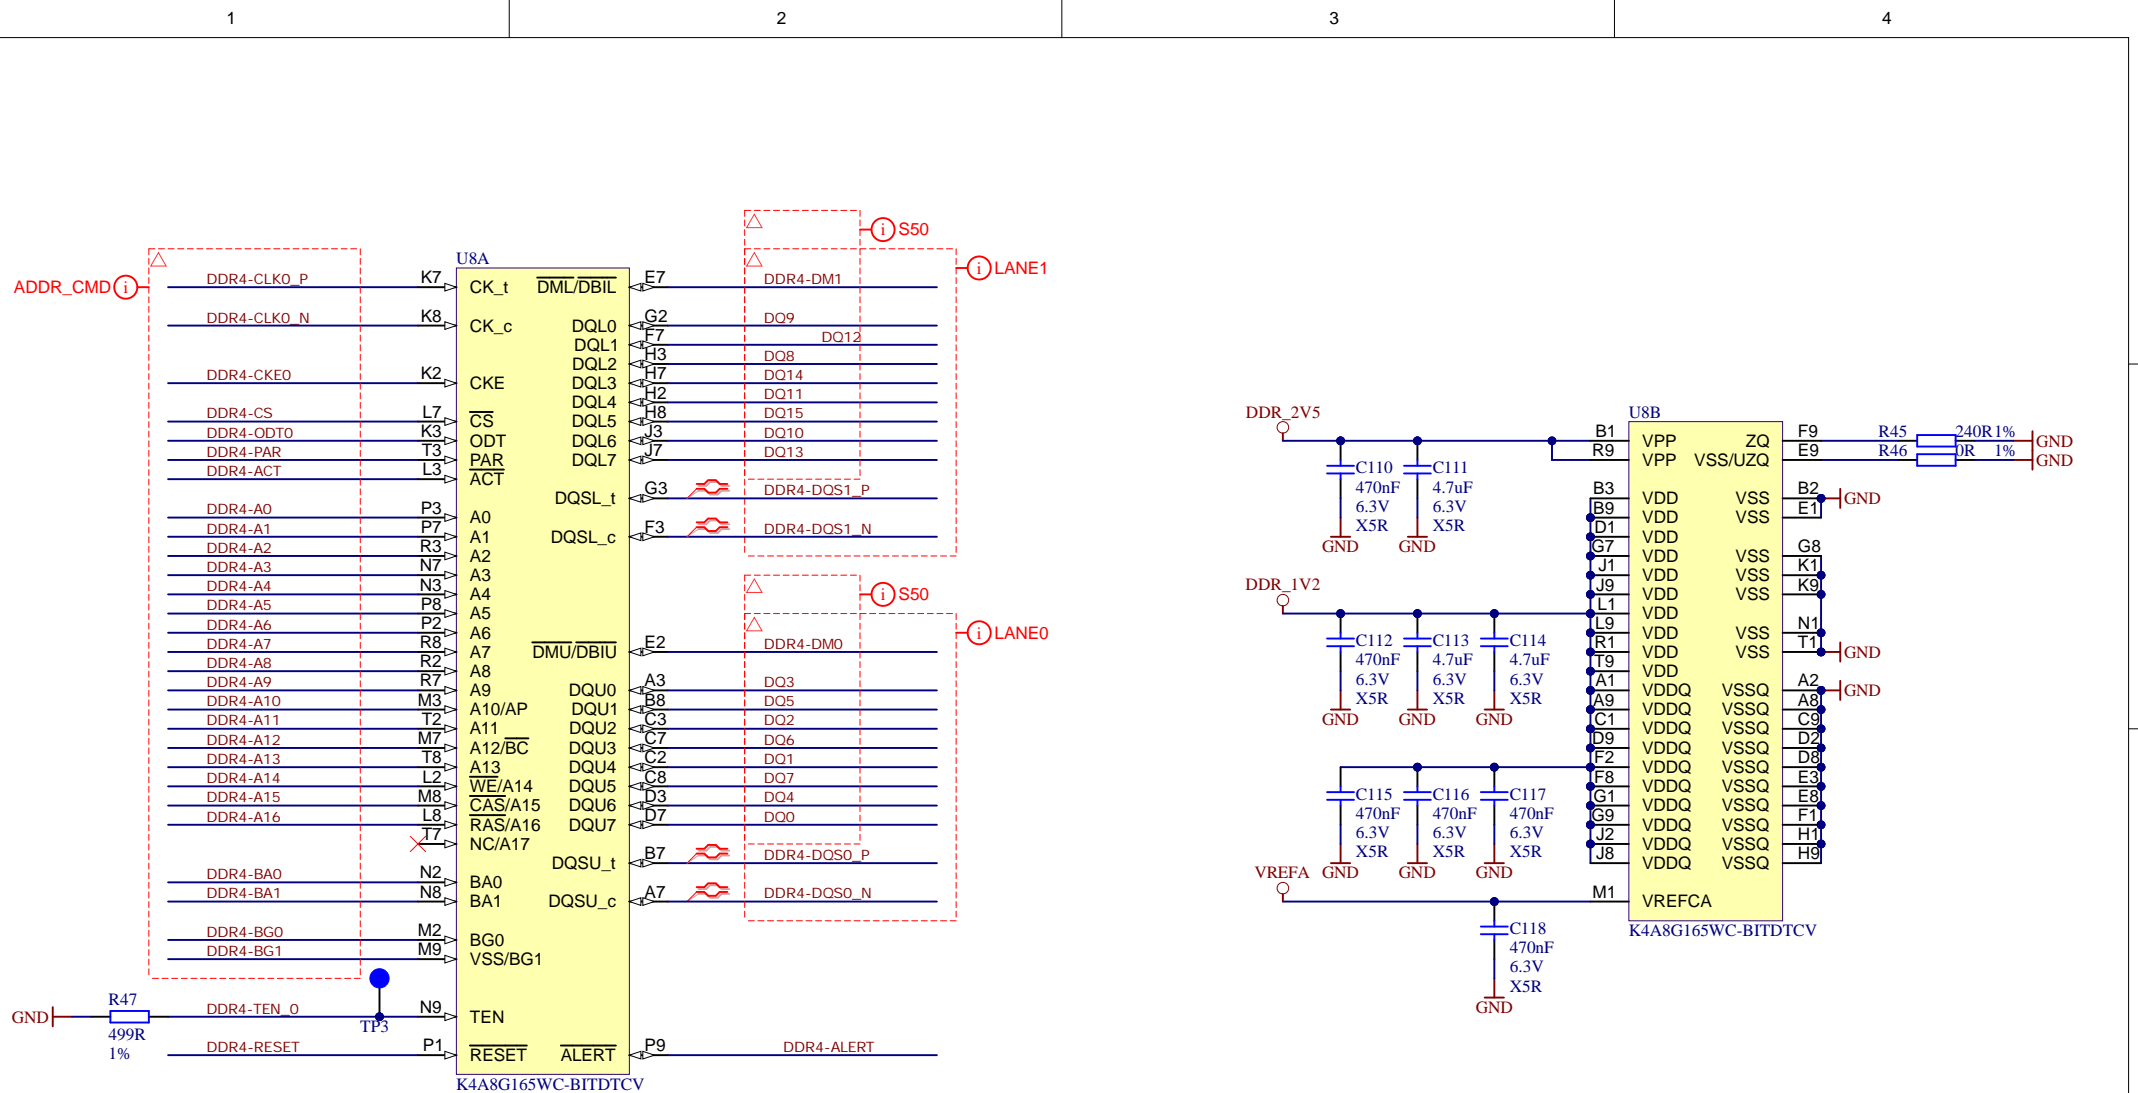 1
2
3
4
ADDR_CMD
i
U8A
DDR4-CLK0_P K7 CK_t
DDR4-CLK0_N K8 CK_c
DDR4-CKE0 K2 CKE
DDR4-CS L7 CS
DDR4-ODT0 K3 ODT
DDR4-PAR T3 PAR
DDR4-ACT L3 ACT
DDR4-A0 P3 A0
DDR4-A1 P7 A1
DDR4-A2 R3 A2
DDR4-A3 N7 A3
DDR4-A4 N3 A4
DDR4-A5 P8 A5
DDR4-A6 P2 A6
DDR4-A7 R8 A7
DDR4-A8 R2 A8
DDR4-A9 R7 A9
DDR4-A10 M3 A10/AP
DDR4-A11 T2 A11
DDR4-A12 M7 A12/BC
DDR4-A13 T8 A13
DDR4-A14 L2 WE/A14
DDR4-A15 M8 CAS/A15
DDR4-A16 L8 RAS/A16
T7 NC/A17
DDR4-BA0 N2 BA0
DDR4-BA1 N8 BA1
DDR4-BG0 M2 BG0
DDR4-BG1 M9 VSS/BG1
GND R47 499R 1% DDR4-TEN_0 TP3 N9 TEN
DDR4-RESET P1 RESET
i S50
i LANE1
DML/DBIL E7 DDR4-DM1
DQL0 G2 DQ9
DQL1 F7 DQ12
DQL2 H3 DQ8
DQL3 H7 DQ14
DQL4 H2 DQ11
DQL5 H8 DQ15
DQL6 J3 DQ10
DQL7 J7 DQ13
DQSL_t G3 DDR4-DQS1_P
DQSL_c F3 DDR4-DQS1_N
i S50
i LANE0
DMU/DBIU E2 DDR4-DM0
DQU0 A3 DQ3
DQU1 B8 DQ5
DQU2 C3 DQ2
DQU3 C7 DQ6
DQU4 C2 DQ1
DQU5 C8 DQ7
DQU6 D3 DQ4
DQU7 D7 DQ0
DQSU_t B7 DDR4-DQS0_P
DQSU_c A7 DDR4-DQS0_N
ALERT P9 DDR4-ALERT
K4A8G165WC-BITDTCV
DDR_2V5
C110 470nF 6.3V X5R GND
C111 4.7uF 6.3V X5R GND
DDR_1V2
C112 470nF 6.3V X5R GND
C113 4.7uF 6.3V X5R GND
C114 4.7uF 6.3V X5R GND
C115 470nF 6.3V X5R GND
C116 470nF 6.3V X5R GND
C117 470nF 6.3V X5R GND
VREFA
C118 470nF 6.3V X5R GND
U8B
B1 VPP
R9 VPP
B3 VDD
B9 VDD
D1 VDD
G7 VDD
J1 VDD
J9 VDD
L1 VDD
L9 VDD
R1 VDD
T9 VDD
A1 VDDQ
A9 VDDQ
C1 VDDQ
D9 VDDQ
F2 VDDQ
F8 VDDQ
G1 VDDQ
G9 VDDQ
J2 VDDQ
J8 VDDQ
M1 VREFCA
ZQ F9 R45 240R 1% GND
VSS/UZQ E9 R46 0R 1% GND
VSS B2 GND
VSS E1
VSS G8
VSS K1
VSS K9
VSS N1
VSS T1 GND
VSSQ A2 GND
VSSQ A8
VSSQ C9
VSSQ D2
VSSQ D8
VSSQ E3
VSSQ E8
VSSQ F1
VSSQ H1
VSSQ H9
K4A8G165WC-BITDTCV